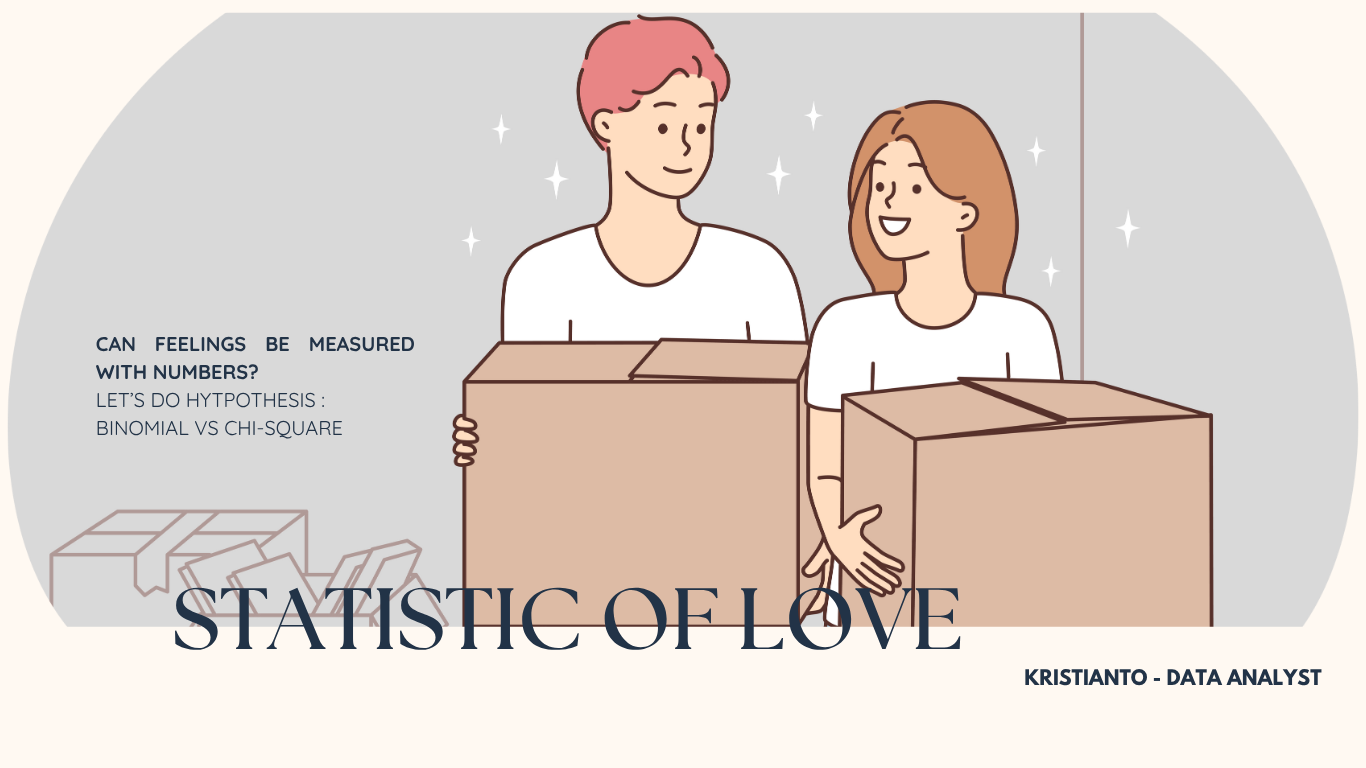 CAN FEELINGS BE MEASURED
WITH NUMBERS?
LET'S DO HYTPOTHESIS :
BINOMIAL VS CHI-SQUARE
STATISTIC OF LOVE
KRISTIANTO - DATA ANALYST